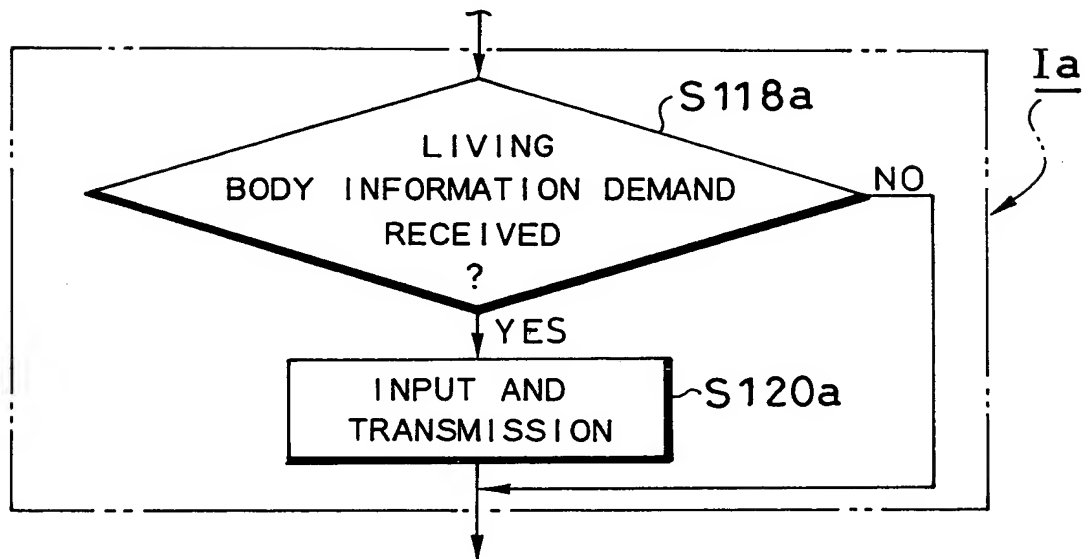 Ia
S118a
LIVING
BODY INFORMATION DEMAND
RECEIVED
?
NO
YES
INPUT AND
TRANSMISSION
S120a